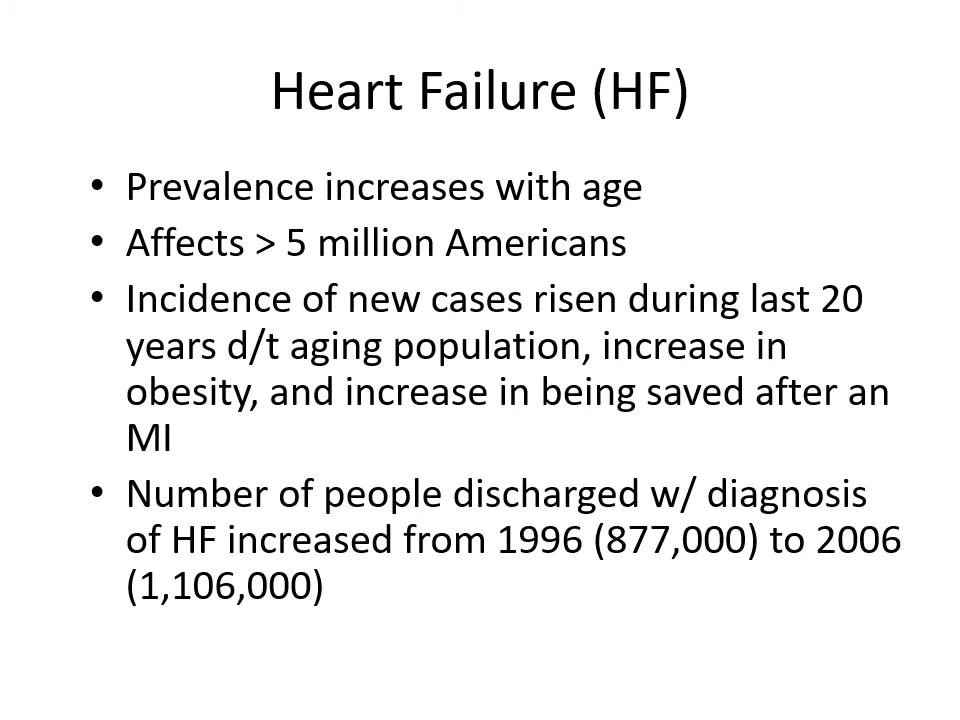 Heart Failure (HF)
• Prevalence increases with age
• Affects > 5 million Americans
• Incidence of new cases risen during last 20
years d/t aging population, increase in
obesity, and increase in being saved after an
MI
• Number of people discharged w/ diagnosis
of HF increased from 1996 (877,000) to 2006
(1,106,000)